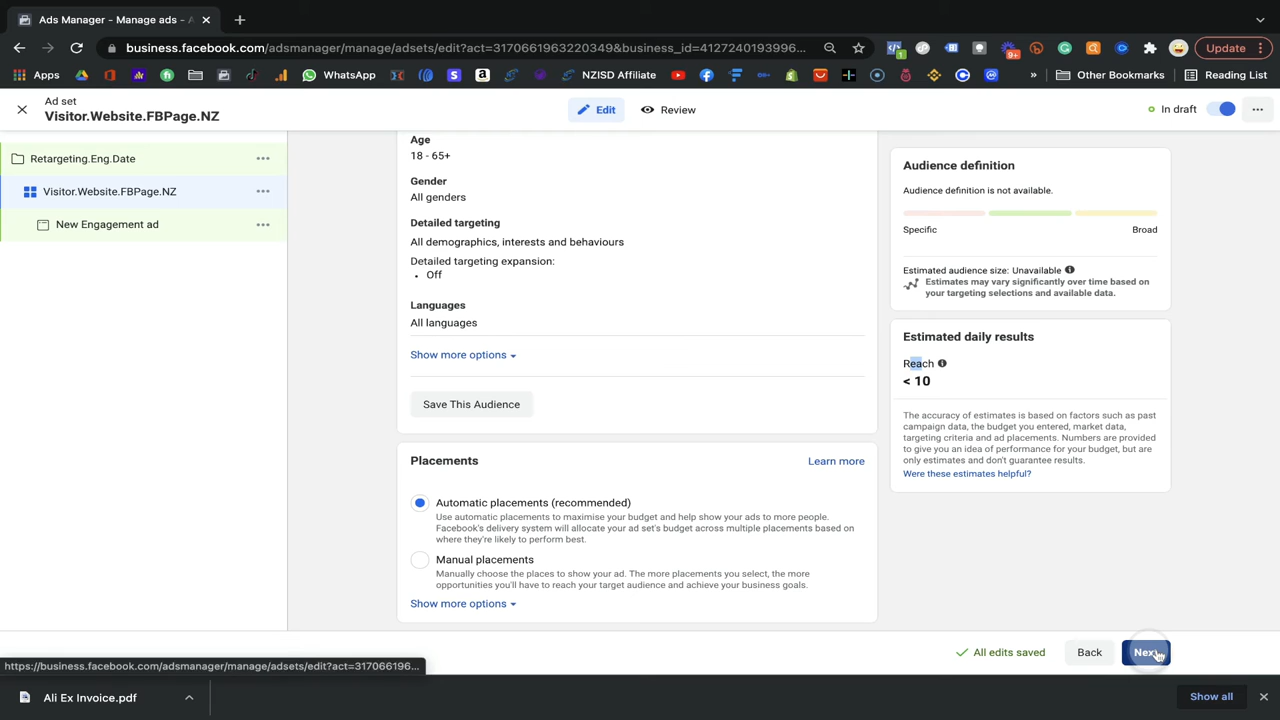 Ads Manager - Manage ads - A
business.facebook.com/adsmanager/manage/adsets/edit?act=3170661963220349&business_id=4127240193996...
Update
Apps
WhatsApp
NZISD Affiliate
»
Other Bookmarks
Reading List
Ad set
Visitor.Website.FBPage.NZ
Edit
Review
In draft
Retargeting.Eng.Date
Visitor.Website.FBPage.NZ
New Engagement ad
Age
18 - 65+
Gender
All genders
Detailed targeting
All demographics, interests and behaviours
Detailed targeting expansion:
• Off
Languages
All languages
Show more options
Save This Audience
Placements
Learn more
Automatic placements (recommended)
Use automatic placements to maximise your budget and help show your ads to more people.
Facebook's delivery system will allocate your ad set's budget across multiple placements based on
where they're likely to perform best.
Manual placements
Manually choose the places to show your ad. The more placements you select, the more
opportunities you'll have to reach your target audience and achieve your business goals.
Show more options
Audience definition
Audience definition is not available.
Specific
Broad
Estimated audience size: Unavailable
Estimates may vary significantly over time based on
your targeting selections and available data.
Estimated daily results
Reach
< 10
The accuracy of estimates is based on factors such as past
campaign data, the budget you entered, market data,
targeting criteria and ad placements. Numbers are provided
to give you an idea of performance for your budget, but are
only estimates and don't guarantee results.
Were these estimates helpful?
All edits saved
Back
Next
https://business.facebook.com/adsmanager/manage/adsets/edit?act=317066196...
Ali Ex Invoice.pdf
Show all